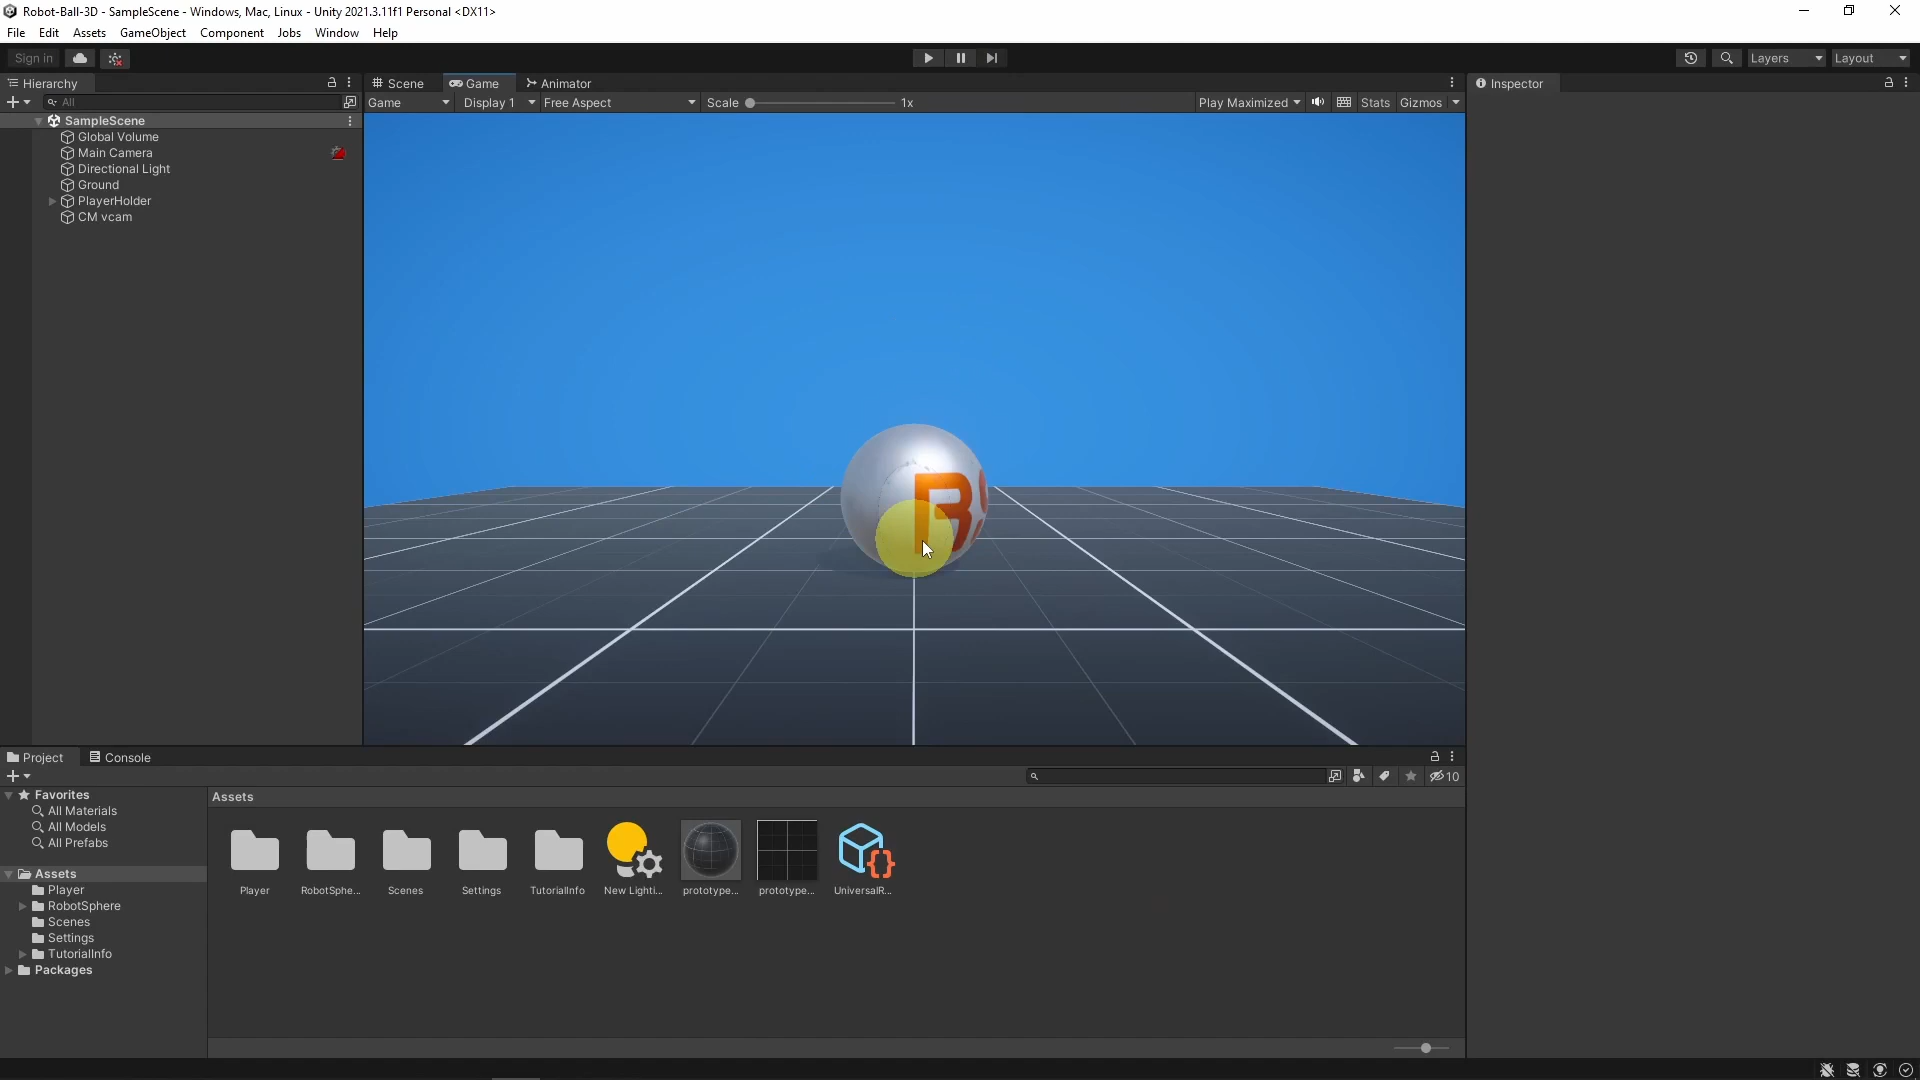 Robot-Ball-3D - SampleScene - Windows, Mac, Linux - Unity 2021.3.11f1 Personal <DX11>
File Edit Assets GameObject Component Jobs Window Help
Sign in
Layers
Layout
Hierarchy
Scene
Game
Animator
Inspector
All
Game
Display 1
Free Aspect
Scale
1x
Play Maximized
Stats
Gizmos
SampleScene
Global Volume
Main Camera
Directional Light
Ground
PlayerHolder
CM vcam
R
Project
Console
10
Favorites
All Materials
All Models
All Prefabs
Assets
Player
RobotSphere
Scenes
Settings
TutorialInfo
Packages
Assets
Player
RobotSphe...
Scenes
Settings
TutorialInfo
New Lighti...
prototype...
prototype...
UniversalR...